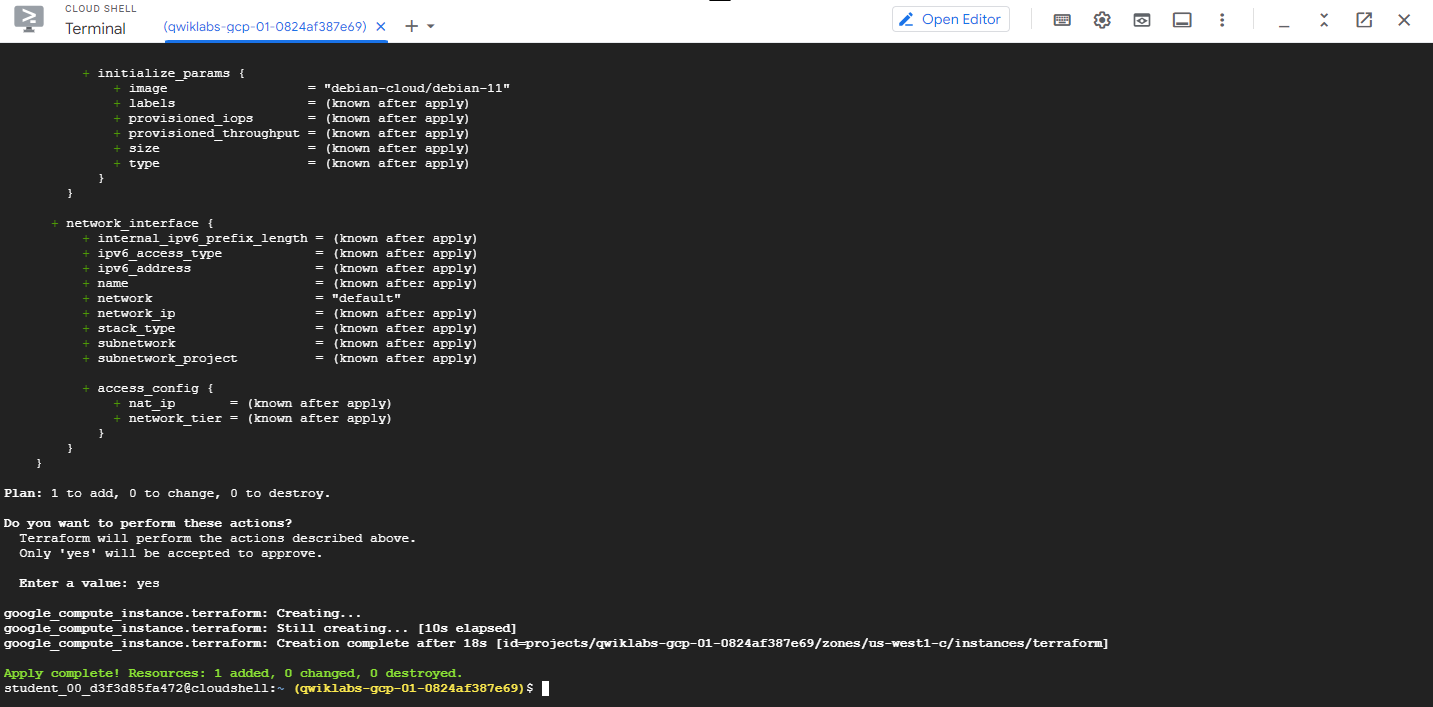 CLOUD SHELL
Terminal
(qwiklabs-gcp-01-0824af387e69)
Open Editor
+ initialize_params {
+ image = "debian-cloud/debian-11"
+ labels = (known after apply)
+ provisioned_iops = (known after apply)
+ provisioned_throughput = (known after apply)
+ size = (known after apply)
+ type = (known after apply)
}
}
+ network_interface {
+ internal_ipv6_prefix_length = (known after apply)
+ ipv6_access_type = (known after apply)
+ ipv6_address = (known after apply)
+ name = (known after apply)
+ network = "default"
+ network_ip = (known after apply)
+ stack_type = (known after apply)
+ subnetwork = (known after apply)
+ subnetwork_project = (known after apply)
+ access_config {
+ nat_ip = (known after apply)
+ network_tier = (known after apply)
}
}
}
Plan: 1 to add, 0 to change, 0 to destroy.
Do you want to perform these actions?
Terraform will perform the actions described above.
Only 'yes' will be accepted to approve.
Enter a value: yes
google_compute_instance.terraform: Creating...
google_compute_instance.terraform: Still creating... [10s elapsed]
google_compute_instance.terraform: Creation complete after 18s [id=projects/qwiklabs-gcp-01-0824af387e69/zones/us-west1-c/instances/terraform]
Apply complete! Resources: 1 added, 0 changed, 0 destroyed.
student_00_d3f3d85fa472@cloudshell:~ (qwiklabs-gcp-01-0824af387e69)$